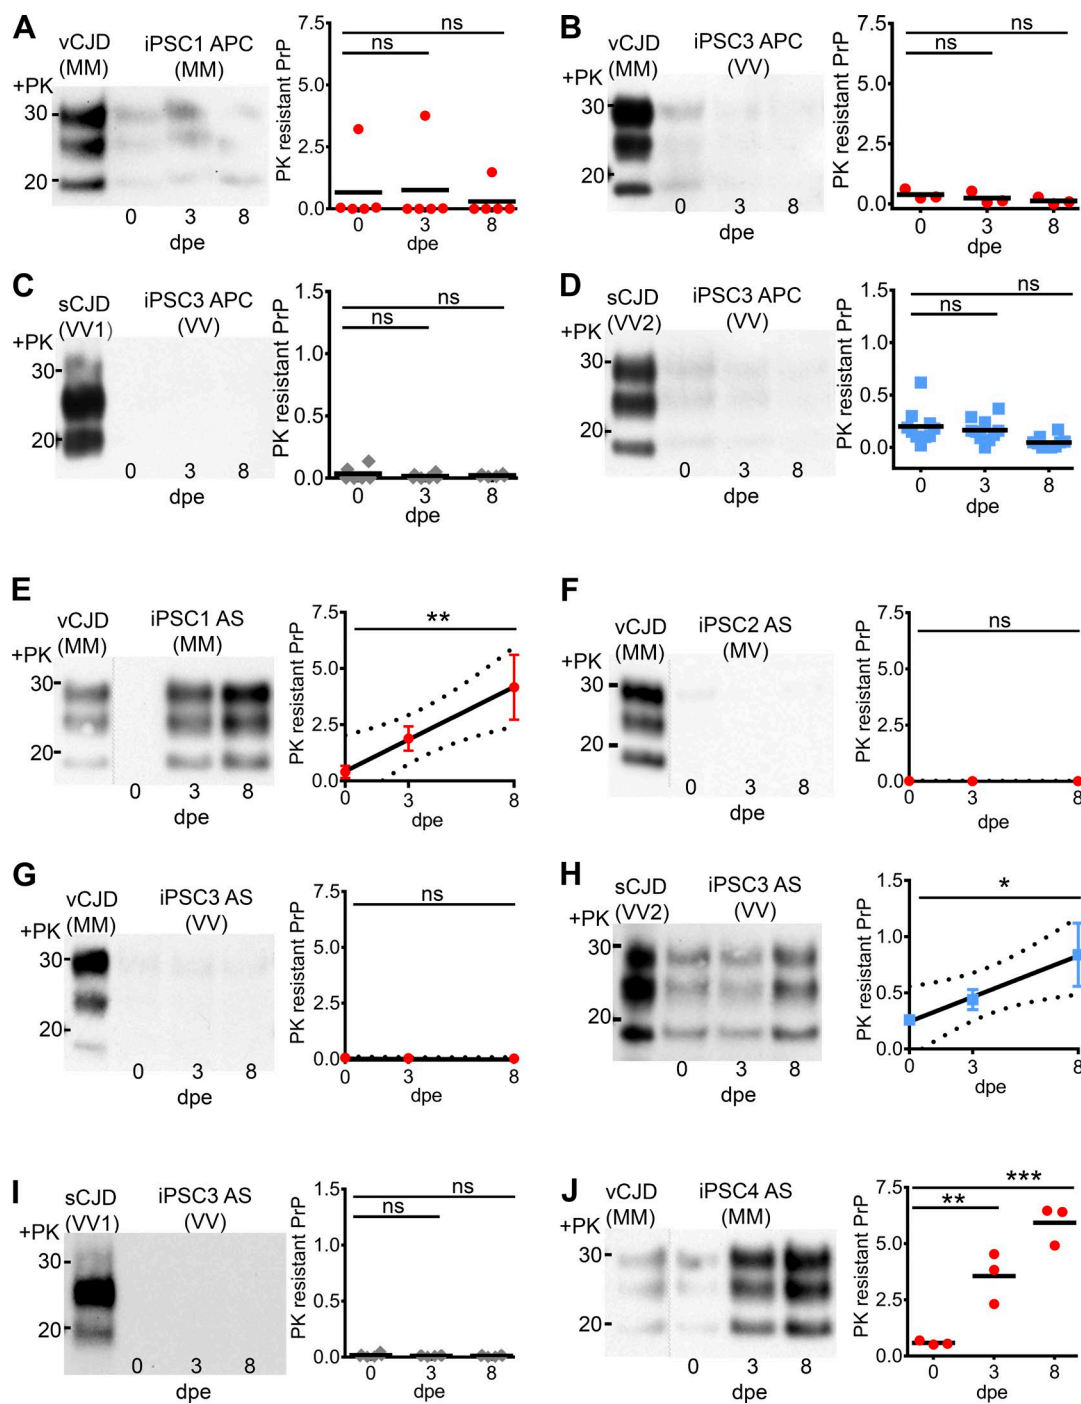 A
vCJD
(MM)
iPSC1 APC
(MM)
+PK
30
20
0 3 8
dpe
PK resistant PrP
7.5
5.0
2.5
0.0
ns
ns
0 3 8
dpe
B
vCJD
(MM)
iPSC3 APC
(VV)
+PK
30
20
0 3 8
dpe
PK resistant PrP
7.5
5.0
2.5
0.0
ns
ns
0 3 8
dpe
C
sCJD
(VV1)
iPSC3 APC
(VV)
+PK
30
20
0 3 8
dpe
PK resistant PrP
1.5
1.0
0.5
0.0
ns
ns
0 3 8
dpe
D
sCJD
(VV2)
iPSC3 APC
(VV)
+PK
30
20
0 3 8
dpe
PK resistant PrP
1.5
1.0
0.5
0.0
ns
ns
0 3 8
dpe
E
vCJD
(MM)
iPSC1 AS
(MM)
+PK
30
20
0 3 8
dpe
PK resistant PrP
7.5
5.0
2.5
0.0
**
0 3 8
dpe
F
vCJD
(MM)
iPSC2 AS
(MV)
+PK
30
20
0 3 8
dpe
PK resistant PrP
7.5
5.0
2.5
0.0
ns
0 3 8
dpe
G
vCJD
(MM)
iPSC3 AS
(VV)
+PK
30
20
0 3 8
dpe
PK resistant PrP
7.5
5.0
2.5
0.0
ns
0 3 8
dpe
H
sCJD
(VV2)
iPSC3 AS
(VV)
+PK
30
20
0 3 8
dpe
PK resistant PrP
1.5
1.0
0.5
0.0
*
0 3 8
dpe
I
sCJD
(VV1)
iPSC3 AS
(VV)
+PK
30
20
0 3 8
dpe
PK resistant PrP
1.5
1.0
0.5
0.0
ns
ns
0 3 8
dpe
J
vCJD
(MM)
iPSC4 AS
(MM)
+PK
30
20
0 3 8
dpe
PK resistant PrP
7.5
5.0
2.5
0.0
***
**
0 3 8
dpe